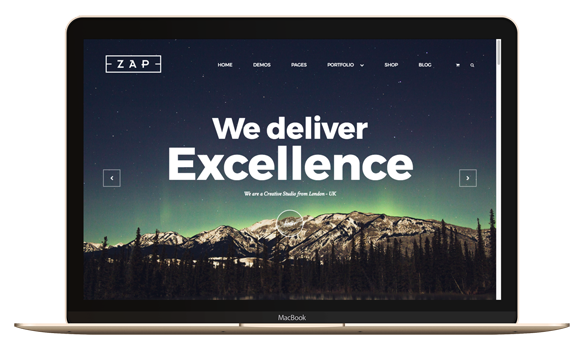 ZAP
HOME DEMOS PAGES PORTFOLIO SHOP BLOG
We deliver
Excellence
We are a Creative Studio from London - UK
MacBook